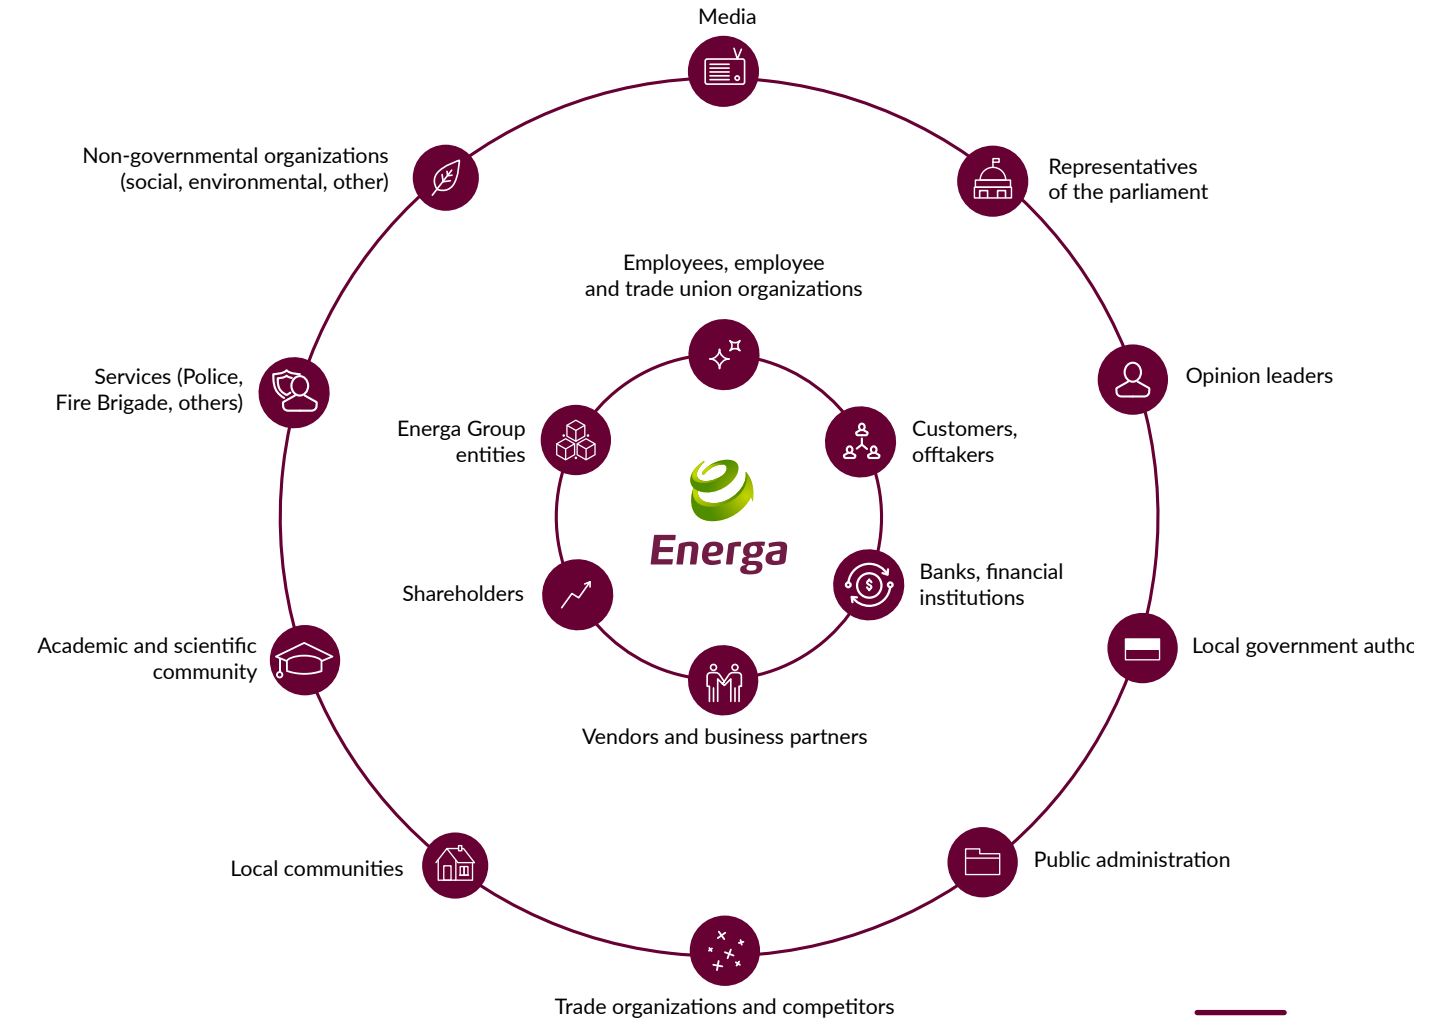 Media
Non-governmental organizations
(social, environmental, other)
Representatives
of the parliament
Employees, employee
and trade union organizations
Services (Police,
Fire Brigade, others)
Opinion leaders
Energa Group
entities
Customers,
offtakers
Energa
Shareholders
Banks, financial
institutions
Academic and scientific
community
Local government
Vendors and business partners
Local communities
Public administration
Trade organizations and competitors